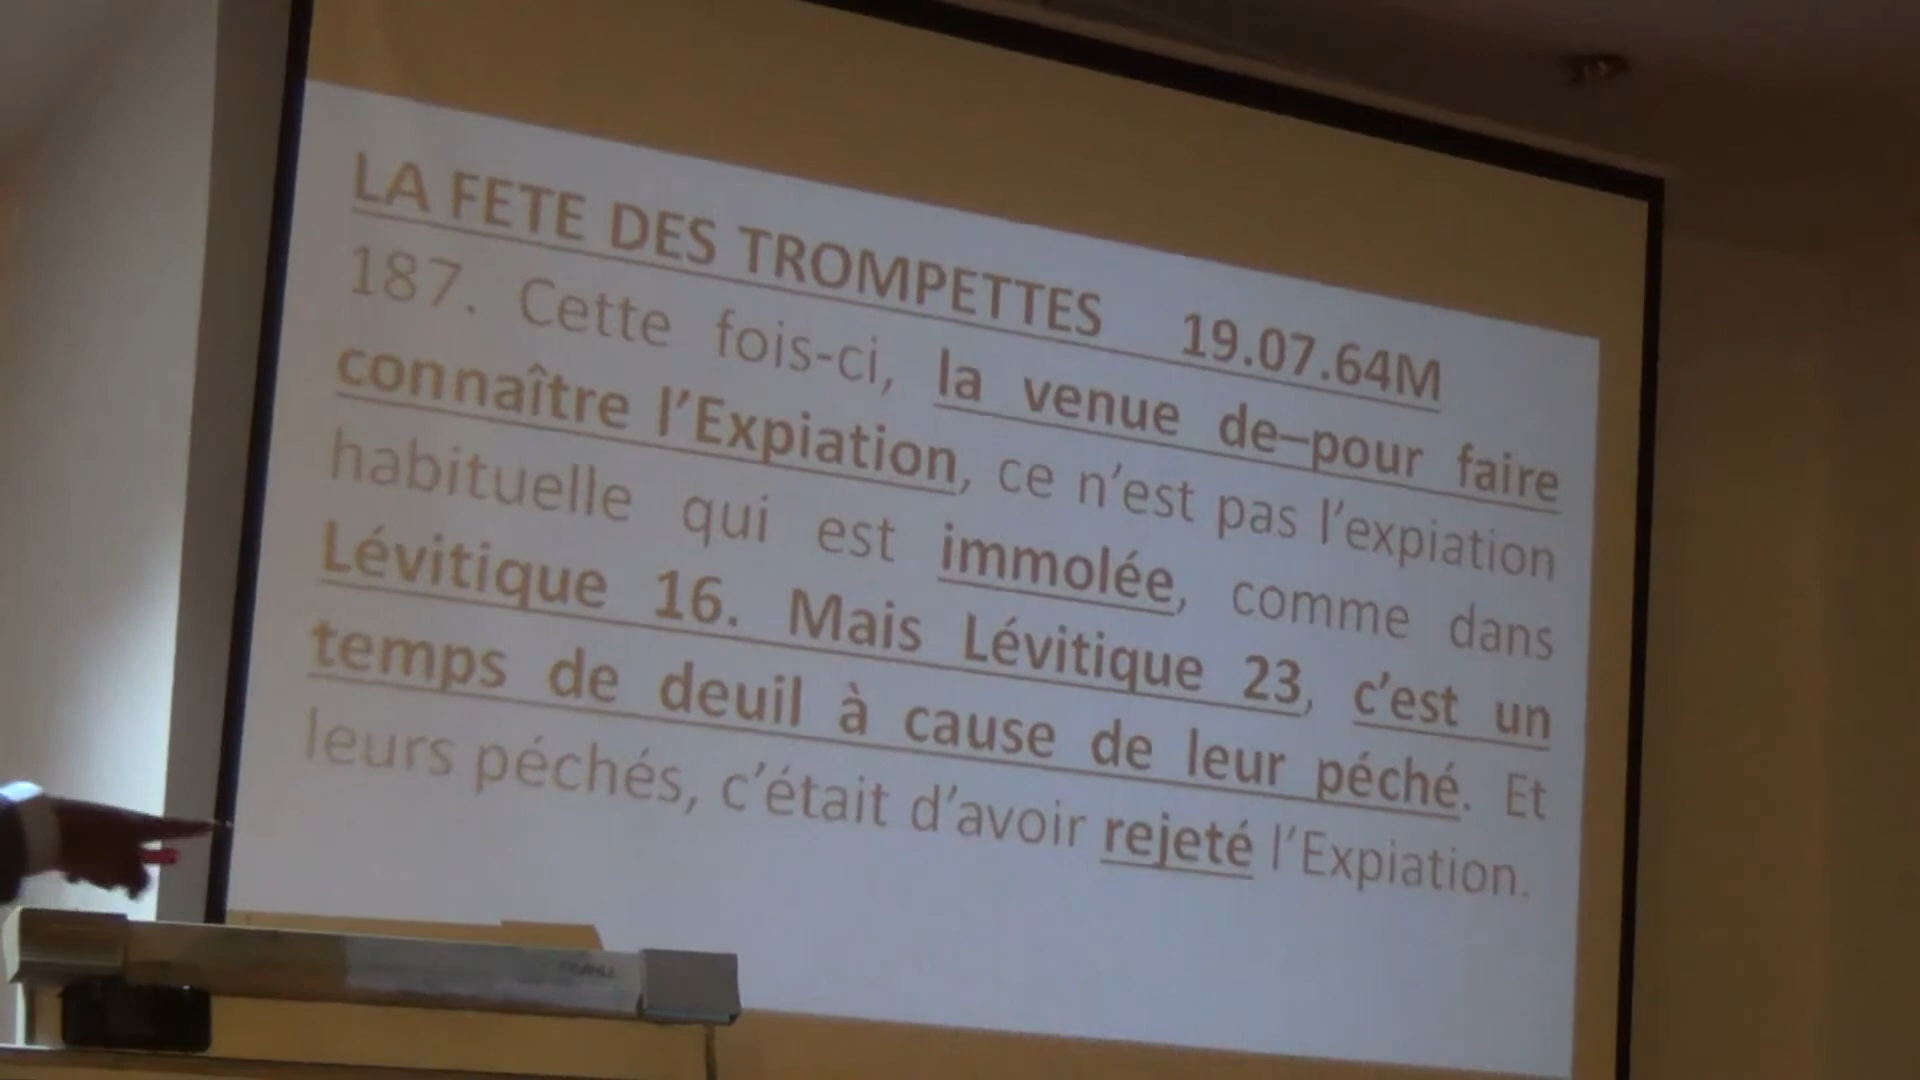 LA FETE DES TROMPETTES 19.07.64M
187. Cette fois-ci, la venue de–pour faire
connaître l’Expiation, ce n’est pas l’expiation
habituelle qui est immolée, comme dans
Lévitique 16. Mais Lévitique 23, c’est un
temps de deuil à cause de leur péché. Et
leurs péchés, c’était d’avoir rejeté l’Expiation.